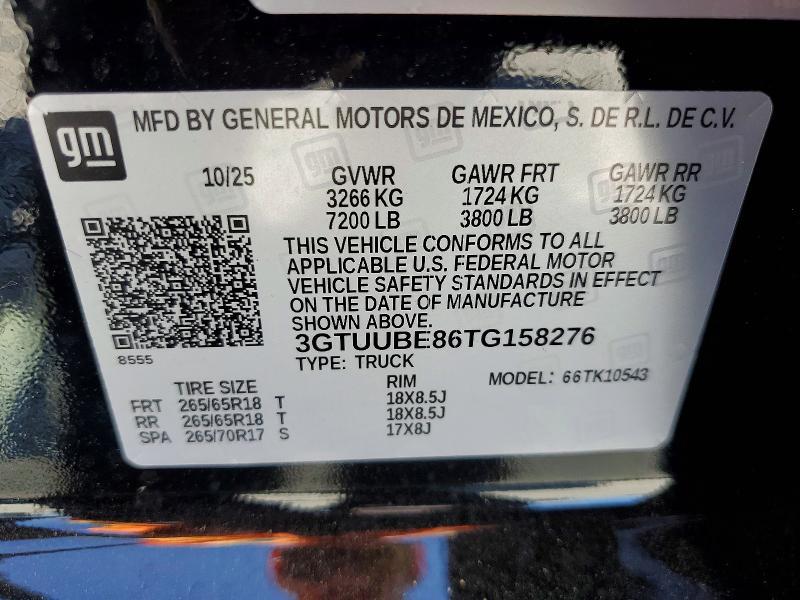 gm MFD BY GENERAL MOTORS DE MEXICO, S. DE R.L. DE C.V.
10/25 GVWR GAWR FRT GAWR RR
3266 KG 1724 KG 1724 KG
7200 LB 3800 LB 3800 LB
THIS VEHICLE CONFORMS TO ALL
APPLICABLE U.S. FEDERAL MOTOR
VEHICLE SAFETY STANDARDS IN EFFECT
ON THE DATE OF MANUFACTURE
SHOWN ABOVE.
3GTUUBE86TG158276
8555 TYPE: TRUCK
TIRE SIZE RIM MODEL: 66TK10543
FRT 265/65R18 T 18X8.5J
RR 265/65R18 T 18X8.5J
SPA 265/70R17 S 17X8J